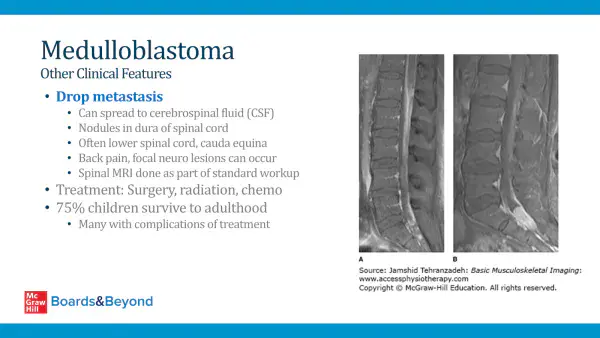 Medulloblastoma
Other Clinical Features
• Drop metastasis
• Can spread to cerebrospinal fluid (CSF)
• Nodules in dura of spinal cord
• Often lower spinal cord, cauda equina
• Back pain, focal neuro lesions can occur
• Spinal MRI done as part of standard workup
• Treatment: Surgery, radiation, chemo
• 75% children survive to adulthood
• Many with complications of treatment
A B
Source: Jamshid Tehranzadeh: Basic Musculoskeletal Imaging:
www.accessphysiotherapy.com
Copyright © McGraw-Hill Education. All rights reserved.
Mc
Graw
Hill
Boards&Beyond